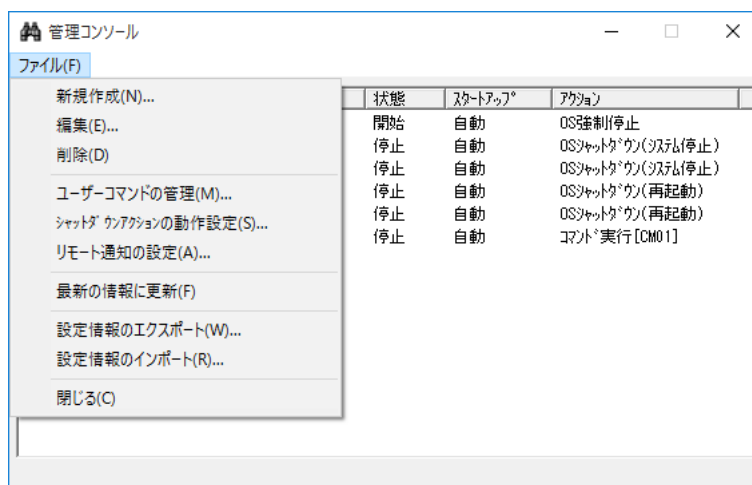 管理コンソール
ファイル(F)
新規作成(N)...
編集(E)...
削除(D)
ユーザーコマンドの管理(M)...
ｼｬｯﾄﾀﾞｳﾝｱｸｼｮﾝの動作設定(S)...
リモート通知の設定(A)...
最新の情報に更新(F)
設定情報のエクスポート(W)...
設定情報のインポート(R)...
閉じる(C)
状態 ｽﾀｰﾄｱｯﾌﾟ ｱｸｼｮﾝ
開始 自動 OS強制停止
停止 自動 OSｼｬｯﾄﾀﾞｳﾝ(ｼｽﾃﾑ停止)
停止 自動 OSｼｬｯﾄﾀﾞｳﾝ(ｼｽﾃﾑ停止)
停止 自動 OSｼｬｯﾄﾀﾞｳﾝ(再起動)
停止 自動 OSｼｬｯﾄﾀﾞｳﾝ(再起動)
停止 自動 ｺﾏﾝﾄﾞ実行[CM01]